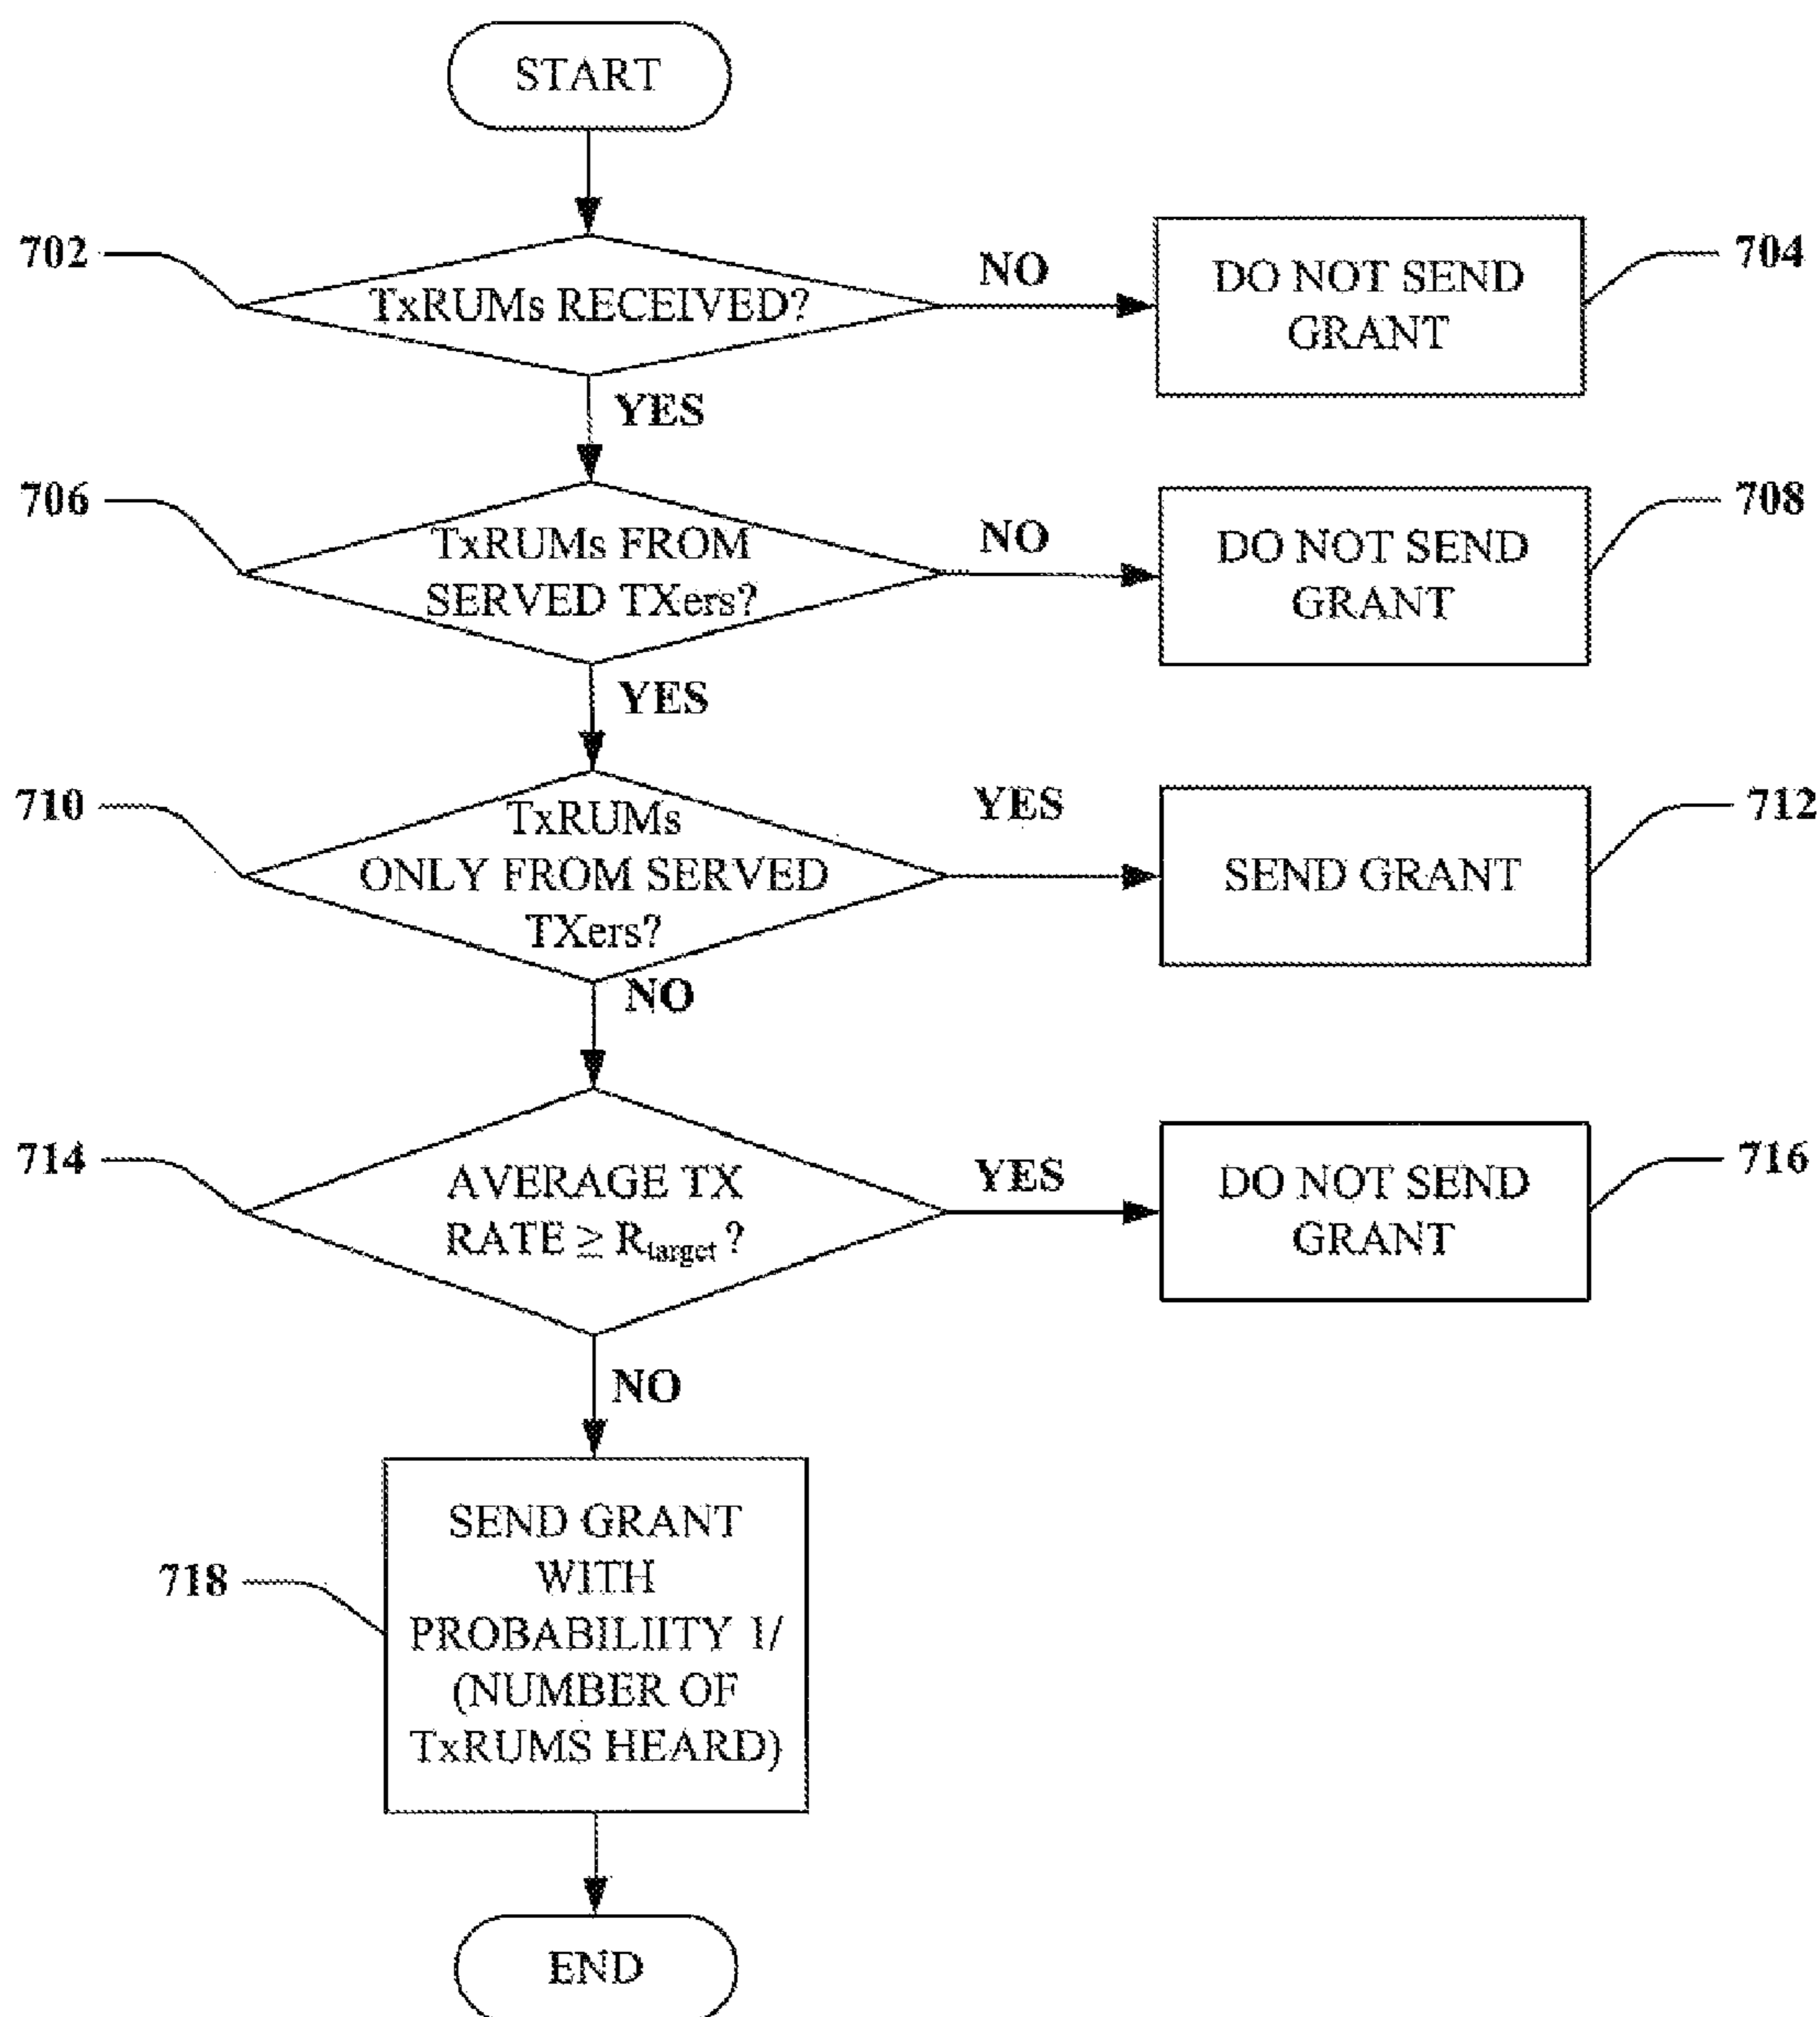 START
702
TxRUMs RECEIVED?
NO
DO NOT SEND
GRANT
704
YES
706
TxRUMs FROM
SERVED TXers?
NO
DO NOT SEND
GRANT
708
YES
710
TxRUMs
ONLY FROM SERVED
TXers?
YES
SEND GRANT
712
NO
714
AVERAGE TX
RATE ≥ Rtarget ?
YES
DO NOT SEND
GRANT
716
NO
718
SEND GRANT
WITH
PROBABILIITY 1/
(NUMBER OF
TxRUMS HEARD)
END